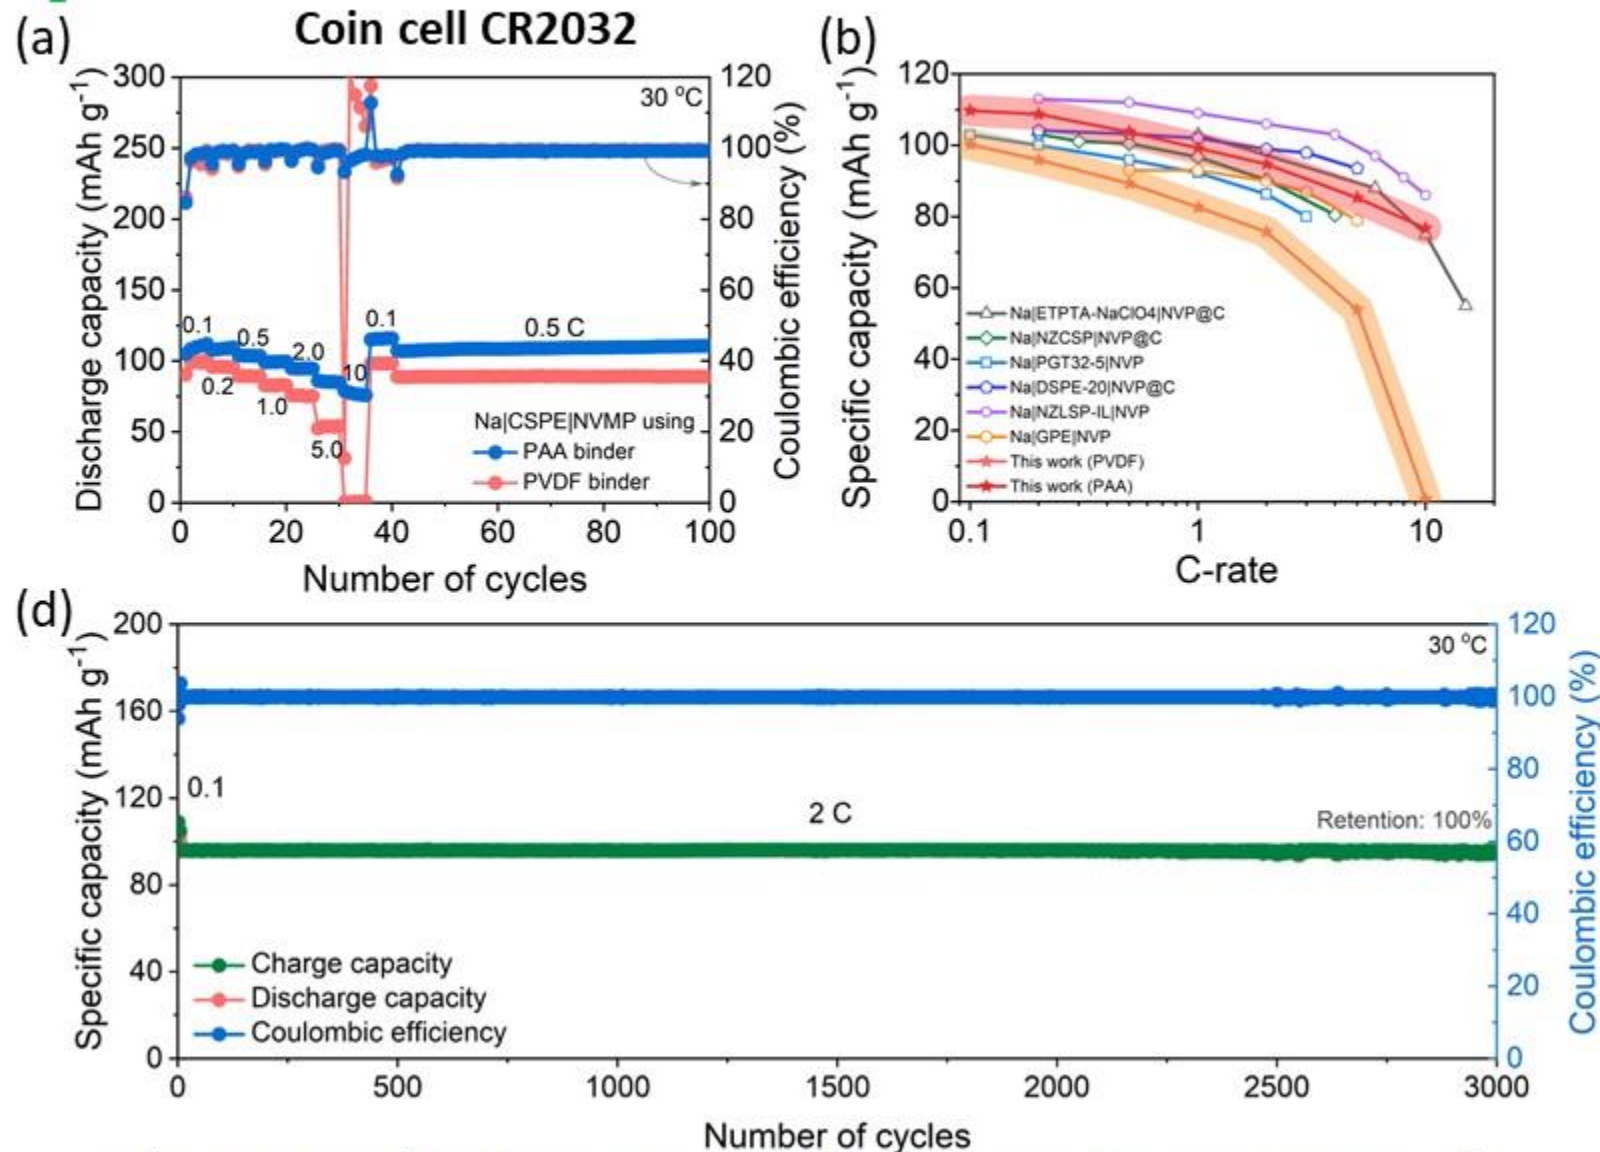 Coin cell CR2032
(a)
300
250
200
150
100
50
0
Discharge capacity (mAh g-1)
120
100
80
60
40
20
0
Coulombic efficiency (%)
30 oC
0.1
0.2
0.5
1.0
2.0
5.0
10
0.1
0.5 C
Na|CSPE|NVMP using
PAA binder
PVDF binder
0 20 40 60 80 100
Number of cycles
(b)
120
100
80
60
40
20
0
Specific capacity (mAh g-1)
Na|ETPTA-NaClO4|NVP@C
Na|NZCSP|NVP@C
Na|PGT32-5|NVP
Na|DSPE-20|NVP@C
Na|NZLSP-IL|NVP
Na|GPE|NVP
This work (PVDF)
This work (PAA)
0.1 1 10
C-rate
(d)
200
160
120
80
40
0
Specific capacity (mAh g-1)
120
100
80
60
40
20
0
Coulombic efficiency (%)
30 oC
0.1
2 C
Retention: 100%
Charge capacity
Discharge capacity
Coulombic efficiency
0 500 1000 1500 2000 2500 3000
Number of cycles